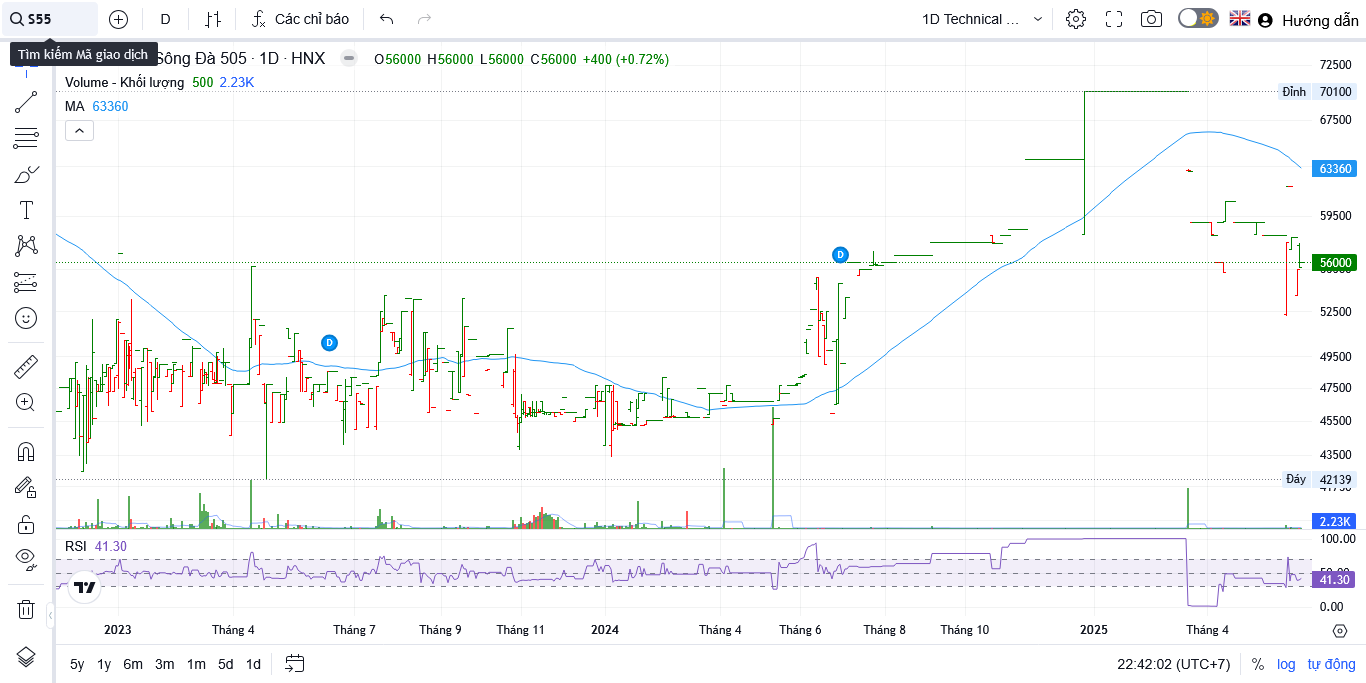 S55 D Các chỉ báo 1D Technical ... Hướng dẫn
Tìm kiếm Mã giao dịch
Sông Đà 505 · 1D · HNX O56000 H56000 L56000 C56000 +400 (+0.72%)
Volume - Khối lượng 500 2.23K
MA 63360
72500
Đỉnh 70100
67500
63360
59500
D
56000
52500
D
49500
47500
45500
43500
Đáy 42139
2.23K
RSI 41.30
100.00
41.30
0.00
2023 Tháng 4 Tháng 7 Tháng 9 Tháng 11 2024 Tháng 4 Tháng 6 Tháng 8 Tháng 10 2025 Tháng 4
5y 1y 6m 3m 1m 5d 1d 22:42:02 (UTC+7) % log tự động